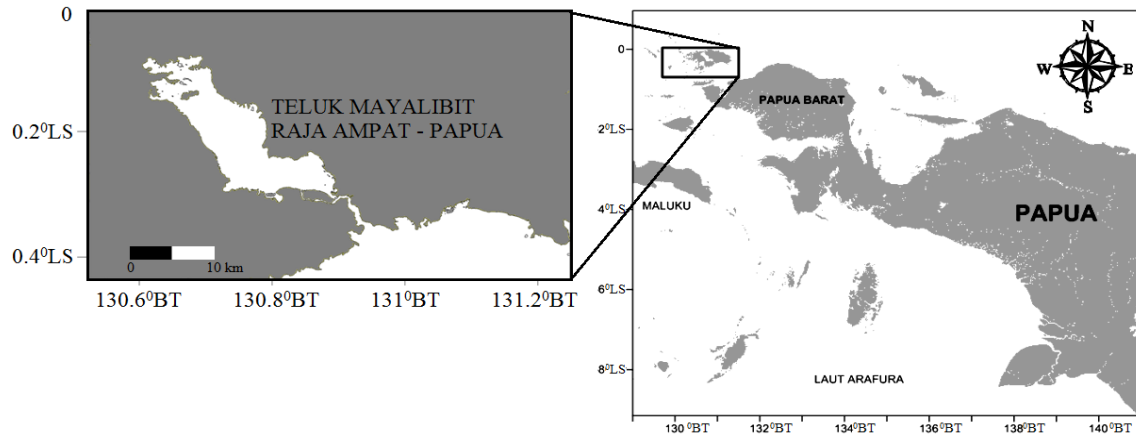 0
0.2⁰LS
0.4⁰LS
TELUK MAYALIBIT
RAJA AMPAT - PAPUA
0 10 km
130.6⁰BT 130.8⁰BT 131⁰BT 131.2⁰BT
0
2⁰LS
4⁰LS
6⁰LS
8⁰LS
N
W E
S
PAPUA BARAT
MALUKU
PAPUA
LAUT ARAFURA
130⁰BT 132⁰BT 134⁰BT 136⁰BT 138⁰BT 140⁰BT